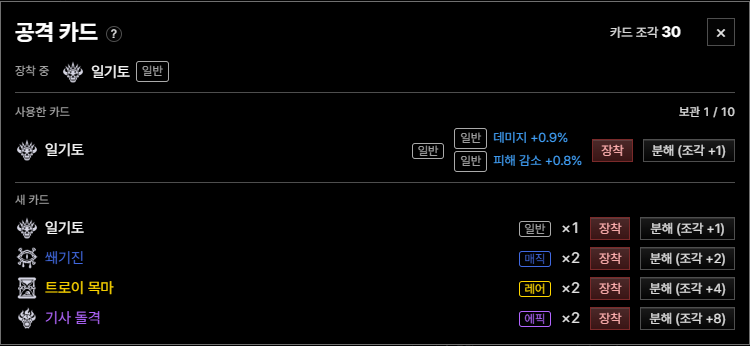 공격 카드 ? 카드 조각 30 ×
장착 중 일기토 일반
사용한 카드 보관 1 / 10
일기토 일반 일반 데미지 +0.9% 일반 피해 감소 +0.8% 장착 분해 (조각 +1)
새 카드
일기토 일반 ×1 장착 분해 (조각 +1)
쐐기진 매직 ×2 장착 분해 (조각 +2)
트로이 목마 레어 ×2 장착 분해 (조각 +4)
기사 돌격 에픽 ×2 장착 분해 (조각 +8)